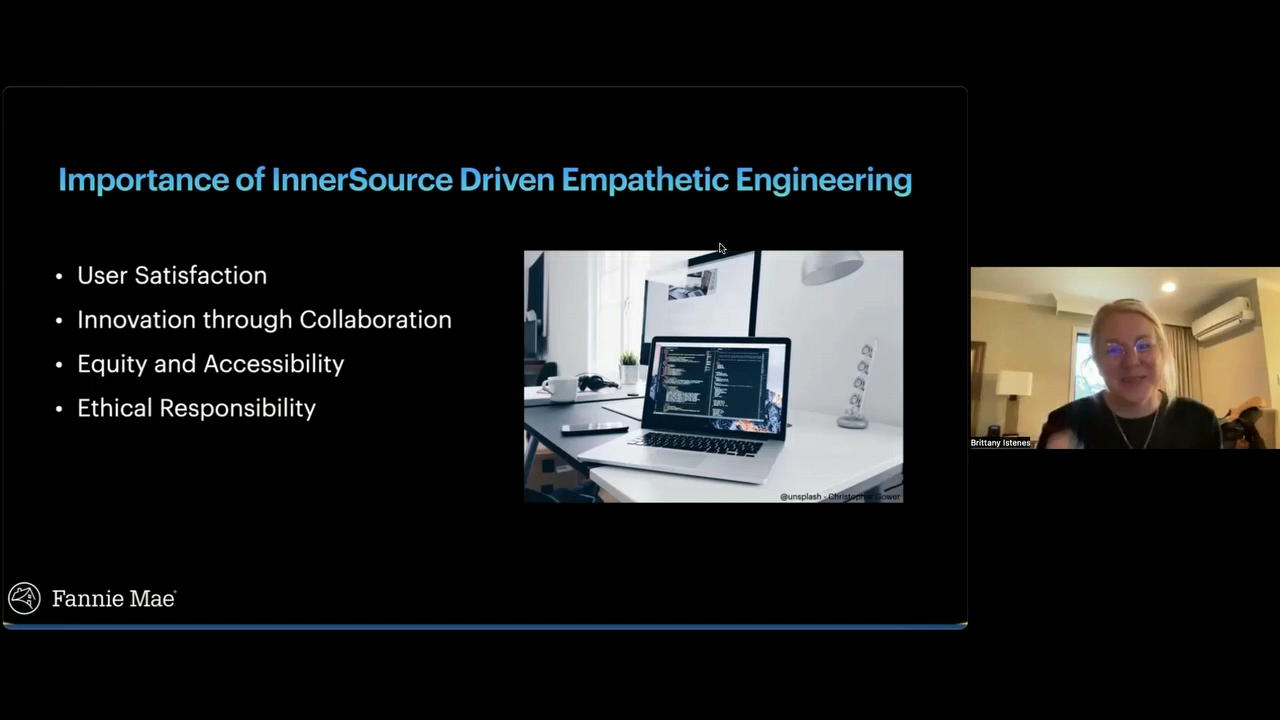 Importance of InnerSource Driven Empathetic Engineering
• User Satisfaction
• Innovation through Collaboration
• Equity and Accessibility
• Ethical Responsibility
@unsplash - Christopher Gower
Fannie Mae®
Brittany Istenes